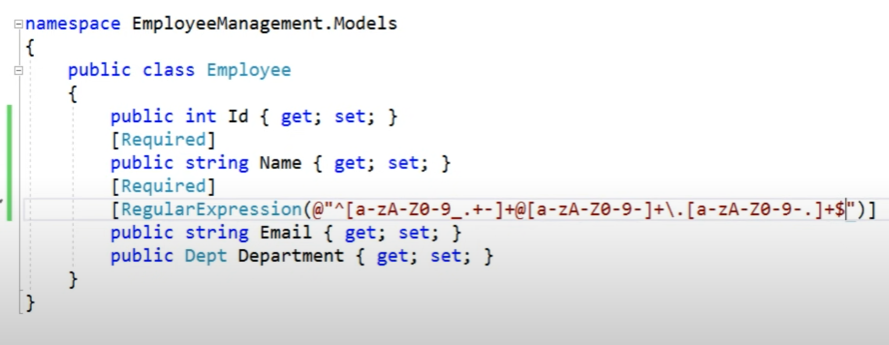 namespace EmployeeManagement.Models
{
public class Employee
{
public int Id { get; set; }
[Required]
public string Name { get; set; }
[Required]
[RegularExpression(@"^[a-zA-Z0-9_.+-]+@[a-zA-Z0-9-]+\.[a-zA-Z0-9-.]+$")]
public string Email { get; set; }
public Dept Department { get; set; }
}
}